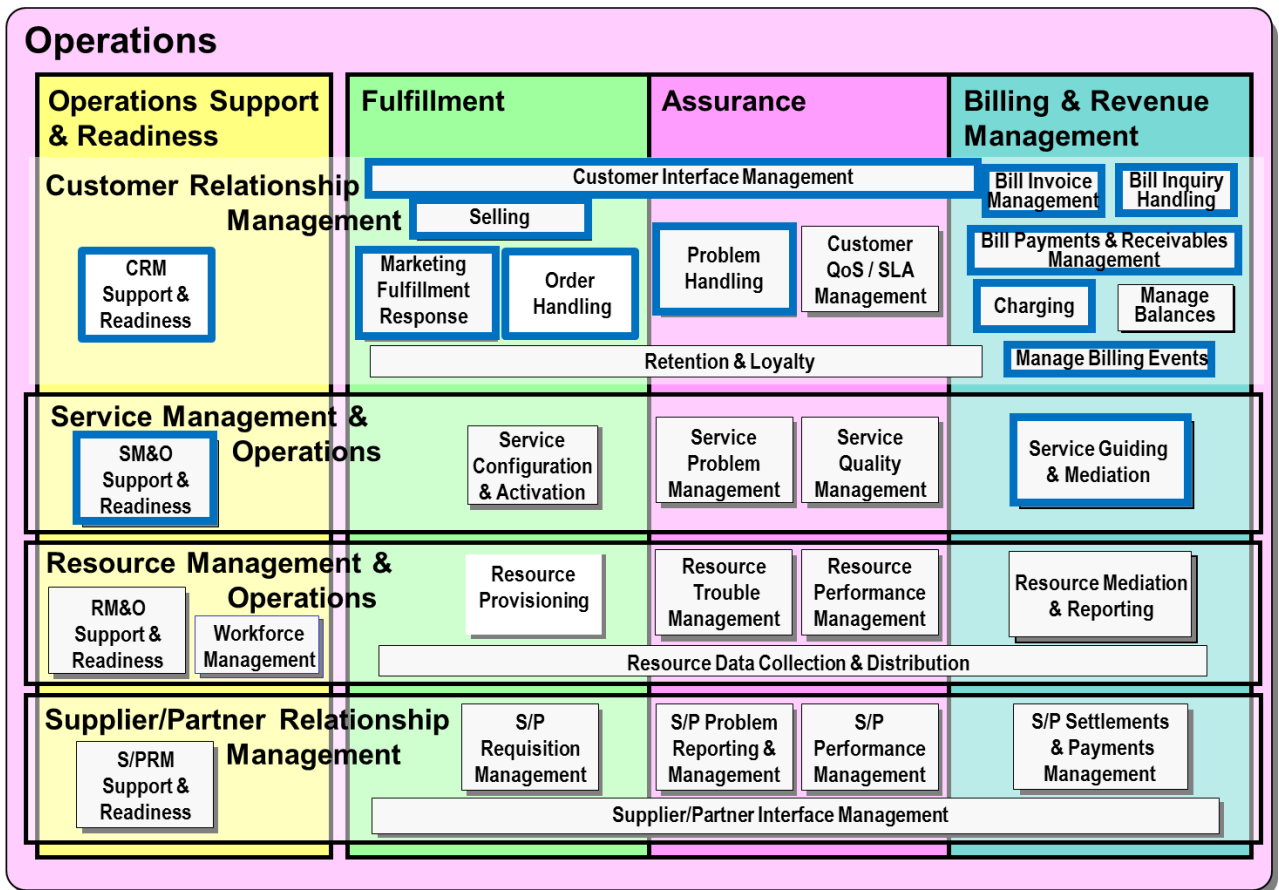 Operations
Operations Support
& Readiness
Fulfillment
Assurance
Billing & Revenue
Management
Customer Relationship
Management
Customer Interface Management
Selling
CRM
Support &
Readiness
Marketing
Fulfillment
Response
Order
Handling
Problem
Handling
Customer
QoS / SLA
Management
Bill Invoice
Management
Bill Inquiry
Handling
Bill Payments & Receivables
Management
Charging
Manage
Balances
Retention & Loyalty
Manage Billing Events
Service Management &
Operations
SM&O
Support &
Readiness
Service
Configuration
& Activation
Service
Problem
Management
Service
Quality
Management
Service Guiding
& Mediation
Resource Management &
Operations
RM&O
Support &
Readiness
Workforce
Management
Resource
Provisioning
Resource
Trouble
Management
Resource
Performance
Management
Resource Mediation
& Reporting
Resource Data Collection & Distribution
Supplier/Partner Relationship
Management
S/PRM
Support &
Readiness
S/P
Requisition
Management
S/P Problem
Reporting &
Management
S/P
Performance
Management
S/P Settlements
& Payments
Management
Supplier/Partner Interface Management